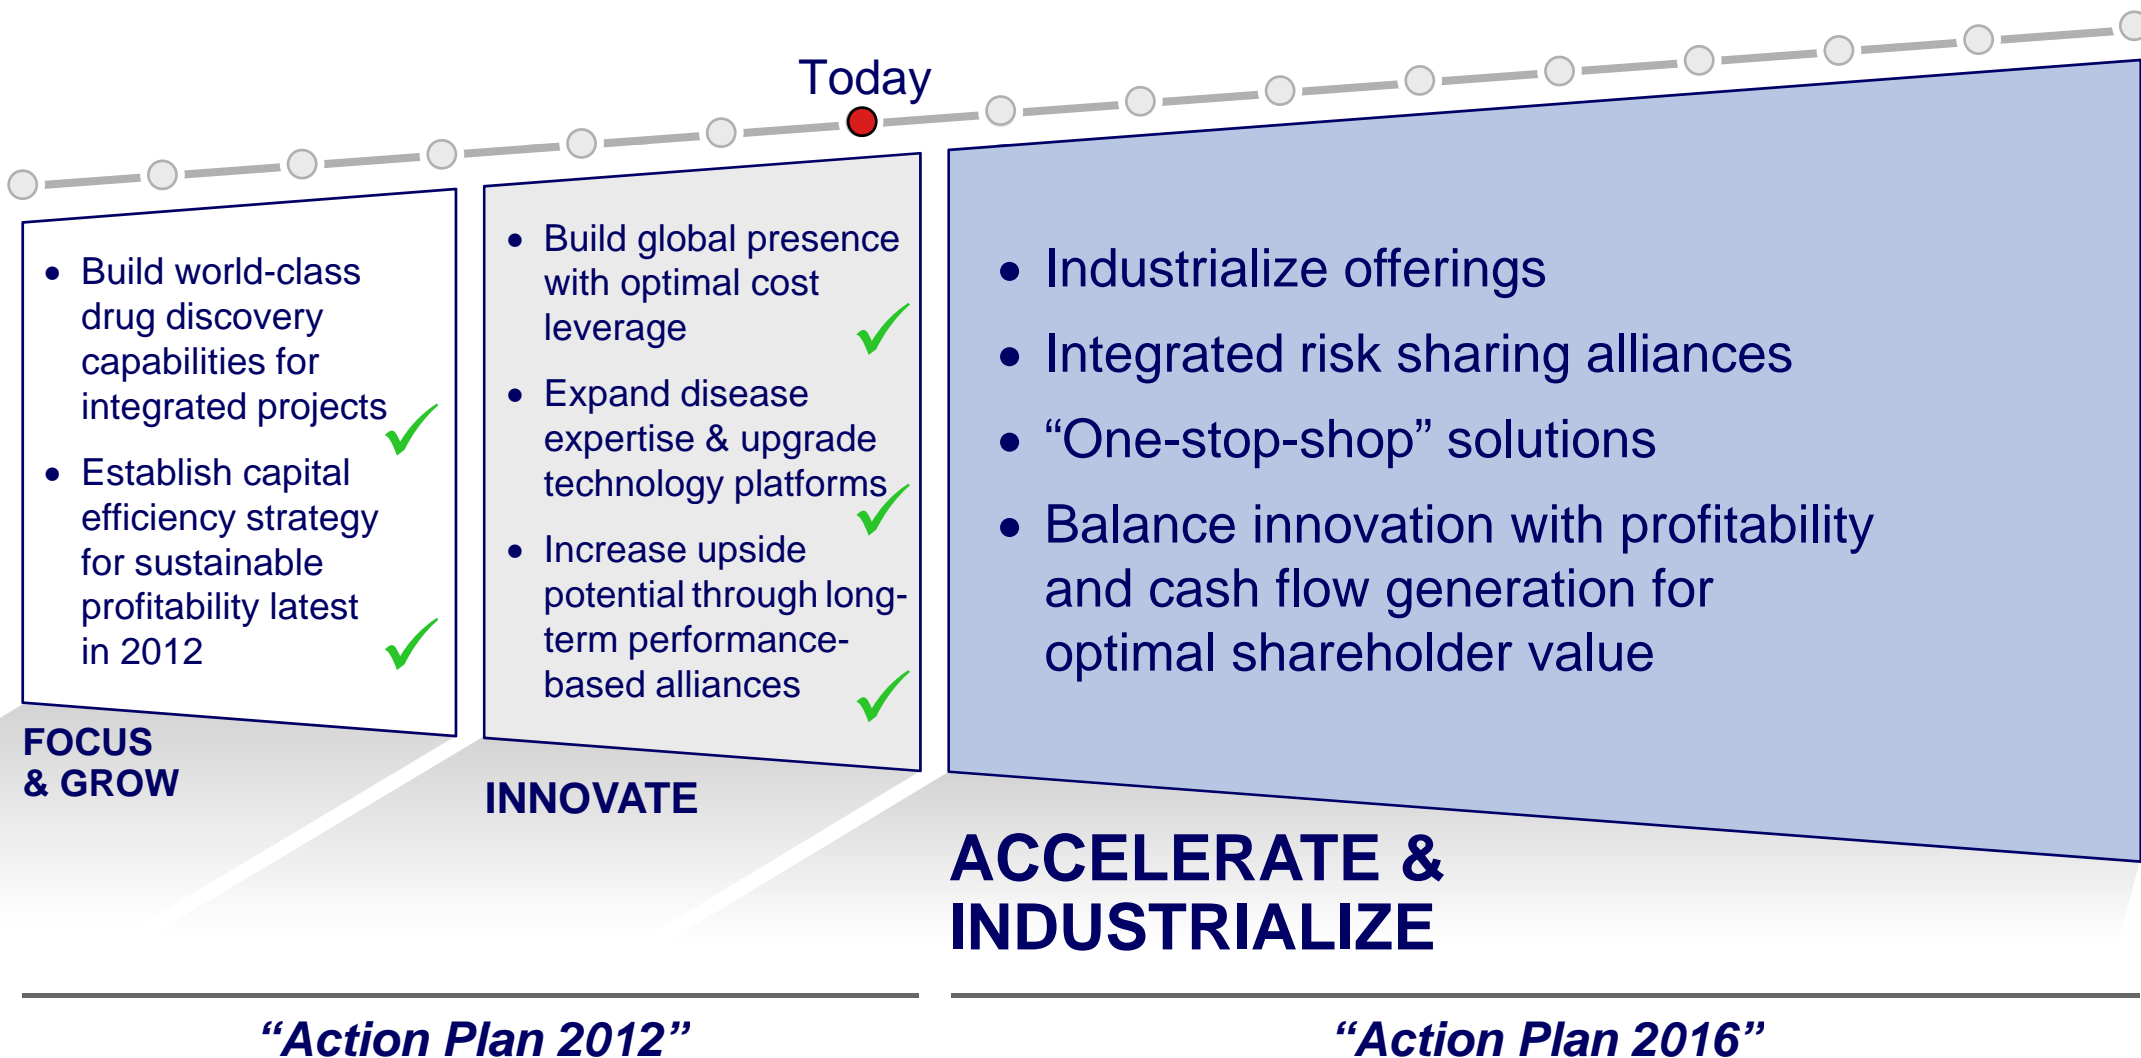 Today
• Build world-class
drug discovery
capabilities for
integrated projects
• Establish capital
efficiency strategy
for sustainable
profitability latest
in 2012
FOCUS
& GROW
• Build global presence
with optimal cost
leverage
• Expand disease
expertise & upgrade
technology platforms
• Increase upside
potential through long-
term performance-
based alliances
INNOVATE
• Industrialize offerings
• Integrated risk sharing alliances
• “One-stop-shop” solutions
• Balance innovation with profitability
and cash flow generation for
optimal shareholder value
ACCELERATE &
INDUSTRIALIZE
“Action Plan 2012”
“Action Plan 2016”